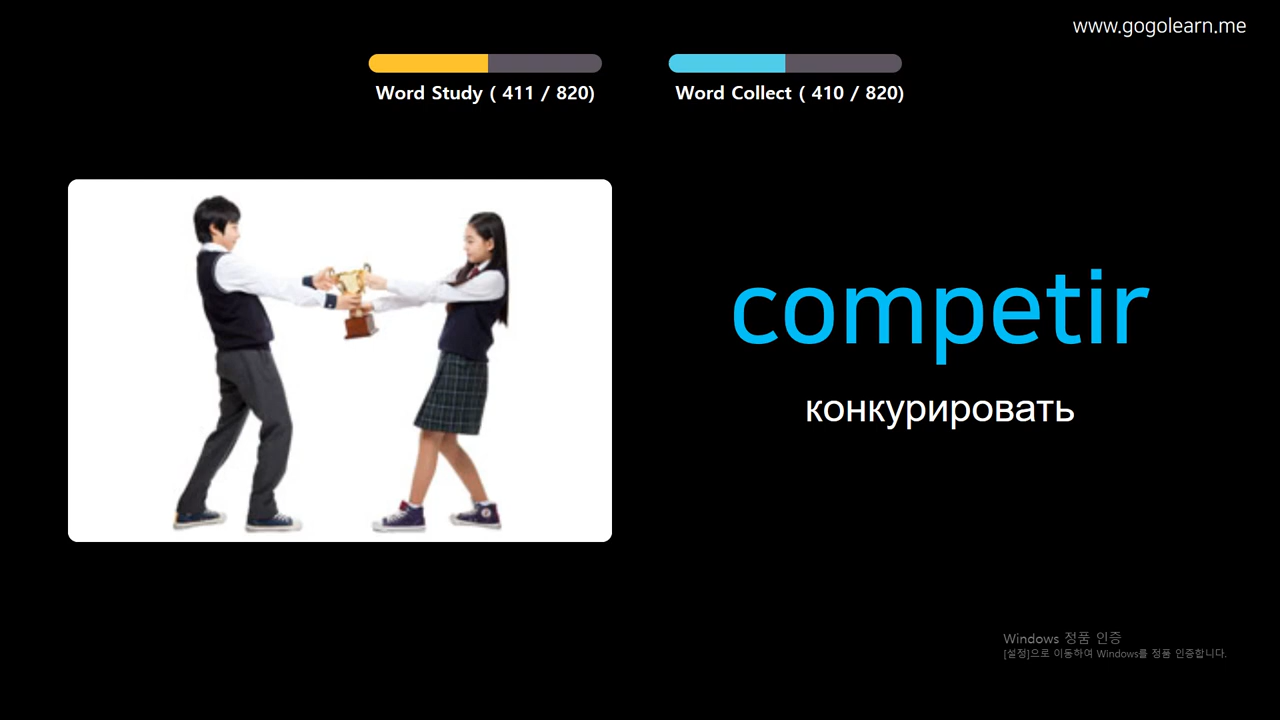 www.gogolearn.me
Word Study ( 411 / 820)
Word Collect ( 410 / 820)
competir
конкурировать
Windows 정품 인증
[설정]으로 이동하여 Windows를 정품 인증합니다.